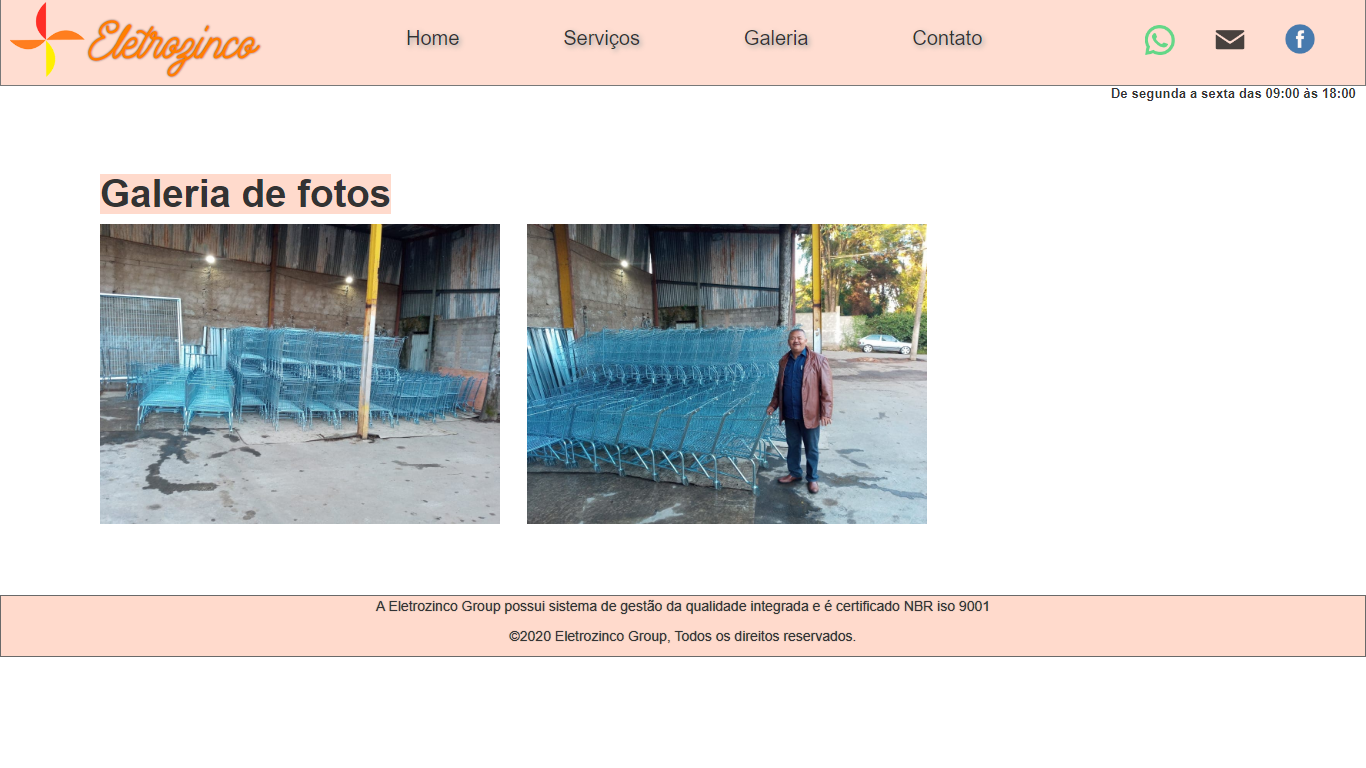 Eletrozinco
Home Serviços Galeria Contato
De segunda a sexta das 09:00 às 18:00
Galeria de fotos
A Eletrozinco Group possui sistema de gestão da qualidade integrada e é certificado NBR iso 9001
©2020 Eletrozinco Group, Todos os direitos reservados.